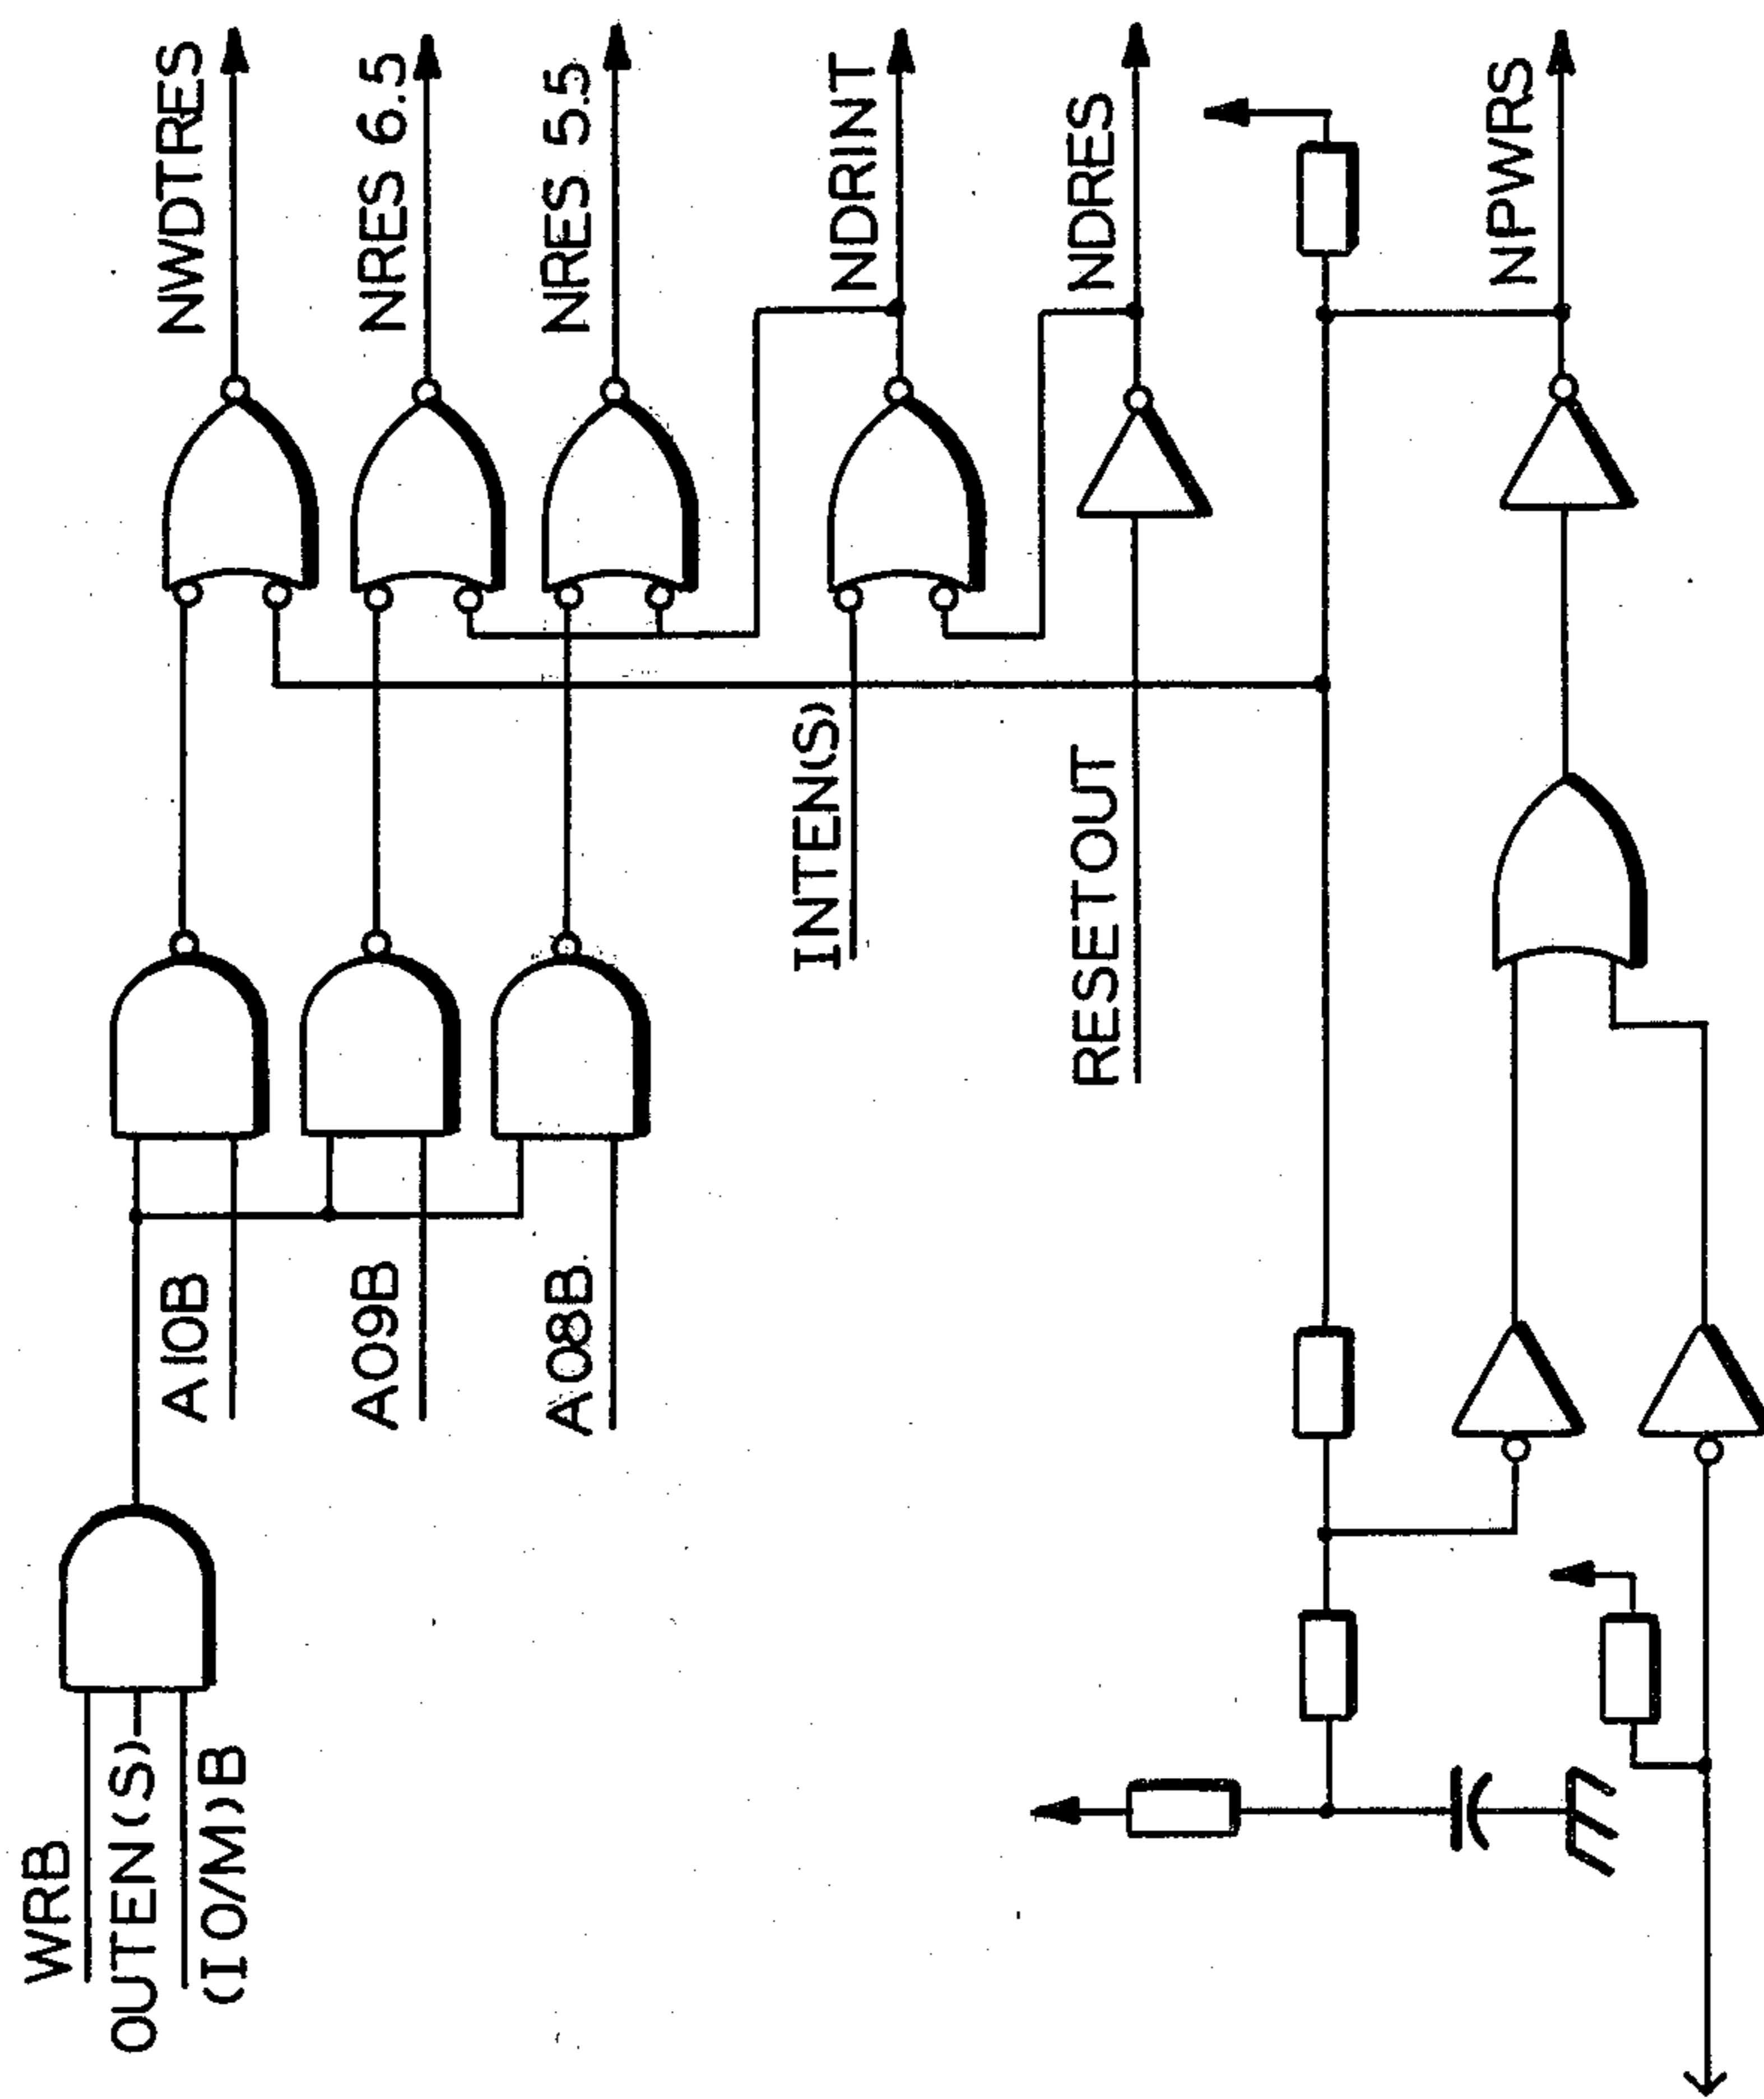 WRB
OUTEN(S)
(IO/M)B
A10B
A09B
A08B
INTEN(S)
RESETOUT
NWDTRES
NRES 6.5
NRES 5.5
NDRINT
NDRES
NPWRS